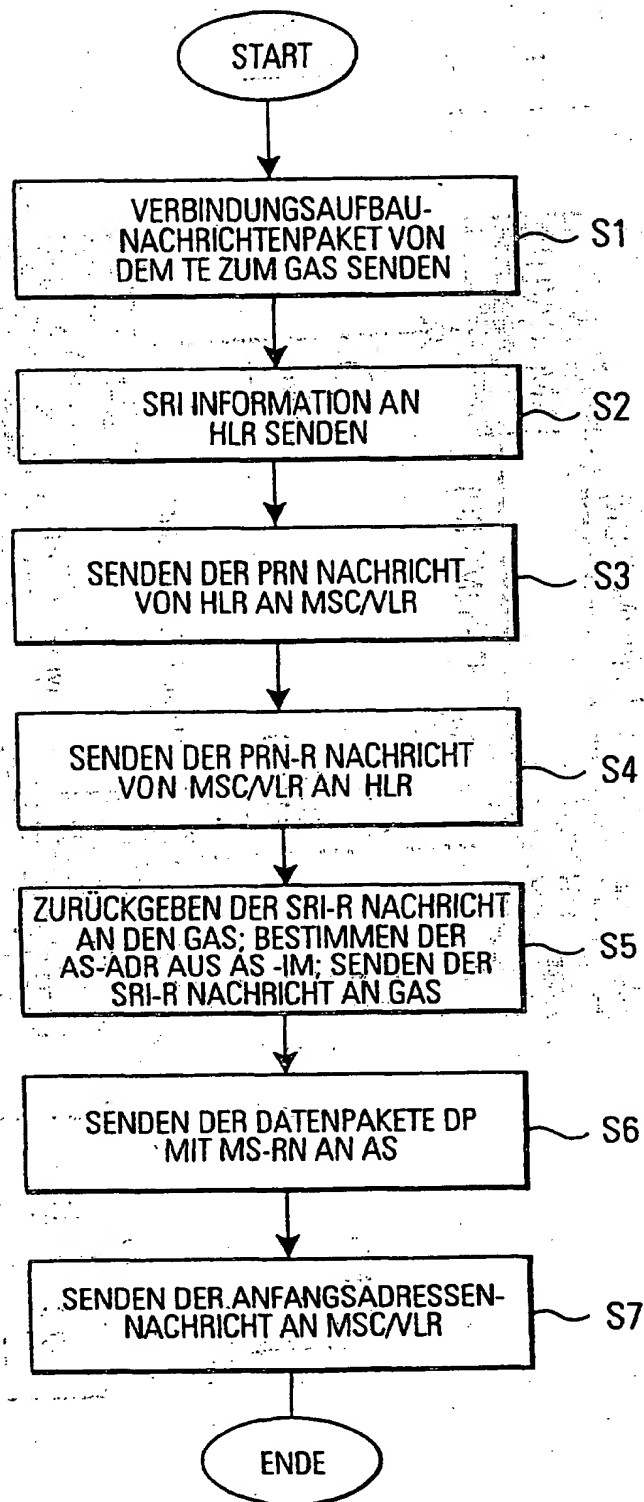 START
VERBINDUNGSAUFBAU-
NACHRICHTENPAKET VON
DEM TE ZUM GAS SENDEN
S1
SRI INFORMATION AN
HLR SENDEN
S2
SENDEN DER PRN NACHRICHT
VON HLR AN MSC/VLR
S3
SENDEN DER PRN-R NACHRICHT
VON MSC/VLR AN HLR
S4
ZURÜCKGEBEN DER SRI-R NACHRICHT
AN DEN GAS; BESTIMMEN DER
AS-ADR AUS AS -IM; SENDEN DER
SRI-R NACHRICHT AN GAS
S5
SENDEN DER DATENPAKETE DP
MIT MS-RN AN AS
S6
SENDEN DER ANFANGSADRESSEN-
NACHRICHT AN MSC/VLR
S7
ENDE